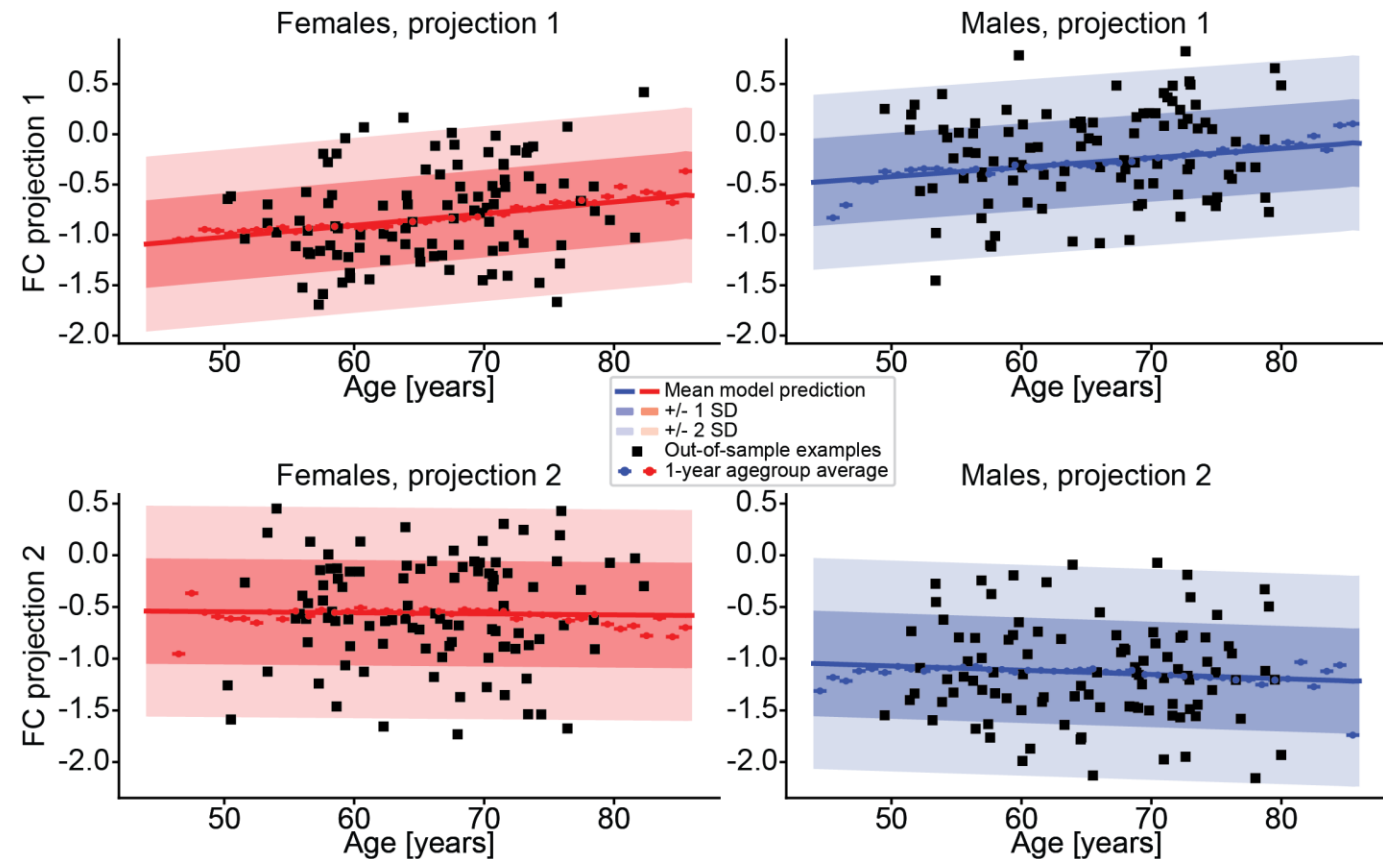 Females, projection 1
FC projection 1
0.5
0.0
-0.5
-1.0
-1.5
-2.0
50 60 70 80
Age [years]
Males, projection 1
0.5
0.0
-0.5
-1.0
-1.5
-2.0
50 60 70 80
Age [years]
Mean model prediction
+/- 1 SD
+/- 2 SD
Out-of-sample examples
1-year agegroup average
Females, projection 2
FC projection 2
0.5
0.0
-0.5
-1.0
-1.5
-2.0
50 60 70 80
Age [years]
Males, projection 2
0.5
0.0
-0.5
-1.0
-1.5
-2.0
50 60 70 80
Age [years]